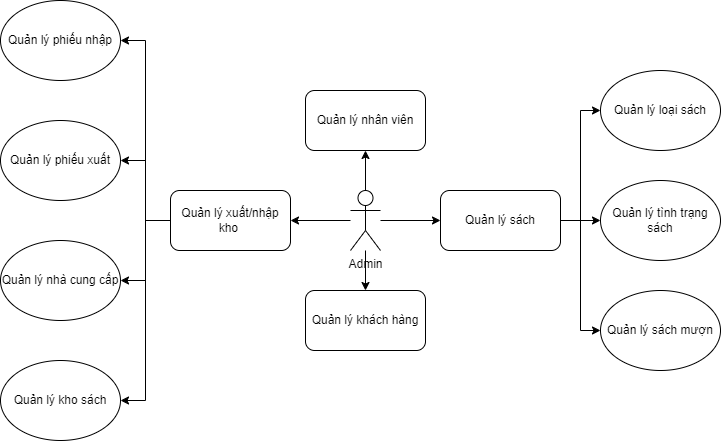 Quản lý phiếu nhập
Quản lý phiếu xuất
Quản lý nhà cung cấp
Quản lý kho sách
Quản lý xuất/nhập
kho
Quản lý nhân viên
Admin
Quản lý khách hàng
Quản lý sách
Quản lý loại sách
Quản lý tình trạng
sách
Quản lý sách mượn